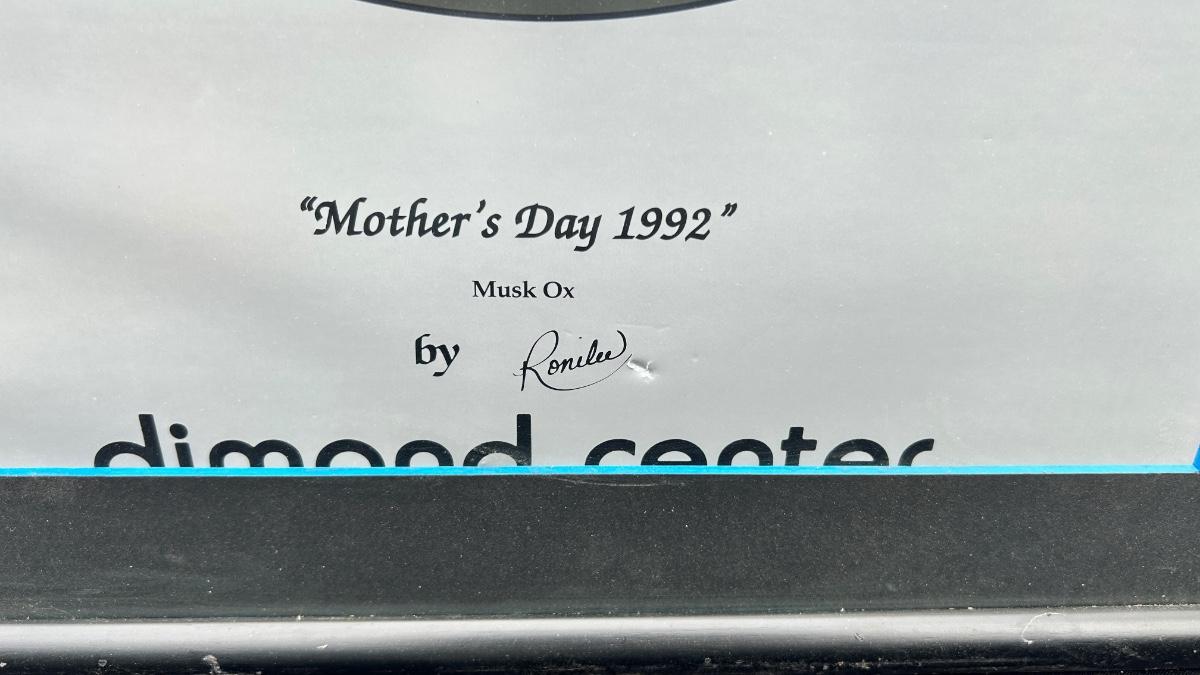 “Mother’s Day 1992”
Musk Ox
by Ronilee
dimond center